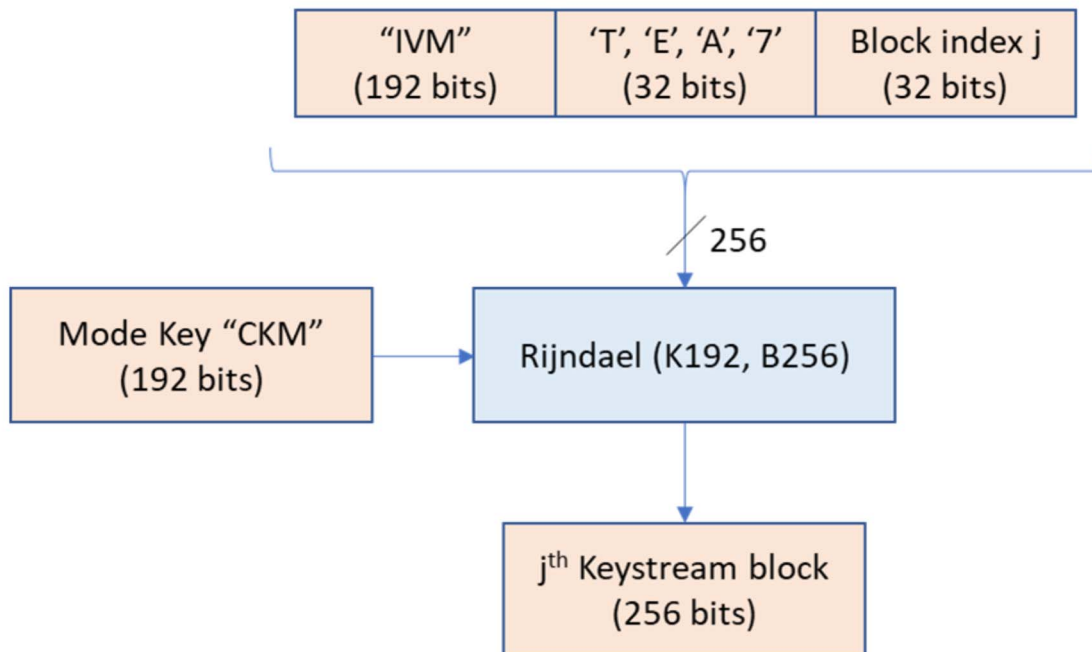 “IVM”
(192 bits)
‘T’, ‘E’, ‘A’, ‘7’
(32 bits)
Block index j
(32 bits)
256
Mode Key “CKM”
(192 bits)
Rijndael (K192, B256)
jth Keystream block
(256 bits)